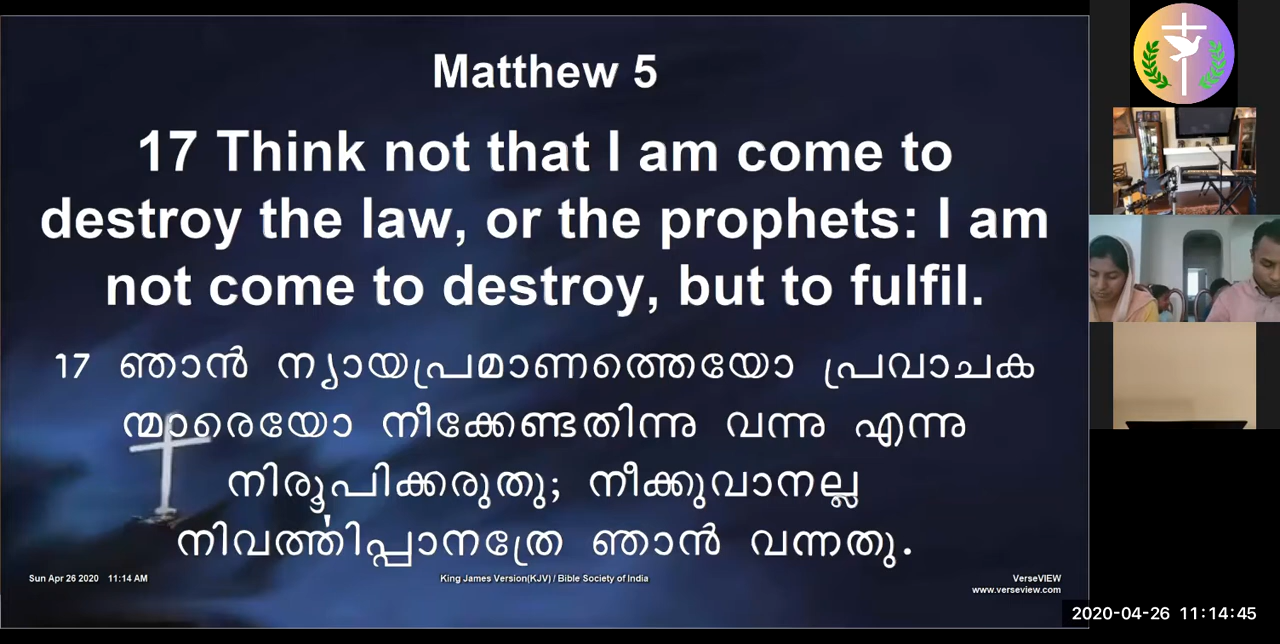 Matthew 5
17 Think not that I am come to
destroy the law, or the prophets: I am
not come to destroy, but to fulfil.
17 ഞാൻ ന്യായപ്രമാണത്തെയോ പ്രവാചക
ന്മാരെയോ നീക്കേണ്ടതിന്നു വന്നു എന്നു
നിരൂപിക്കരുതു; നീക്കുവാനല്ല
നിവൎത്തിപ്പാനത്രേ ഞാൻ വന്നതു.
Sun Apr 26 2020 11:14 AM
King James Version(KJV) / Bible Society of India
VerseVIEW
www.verseview.com
2020-04-26 11:14:45